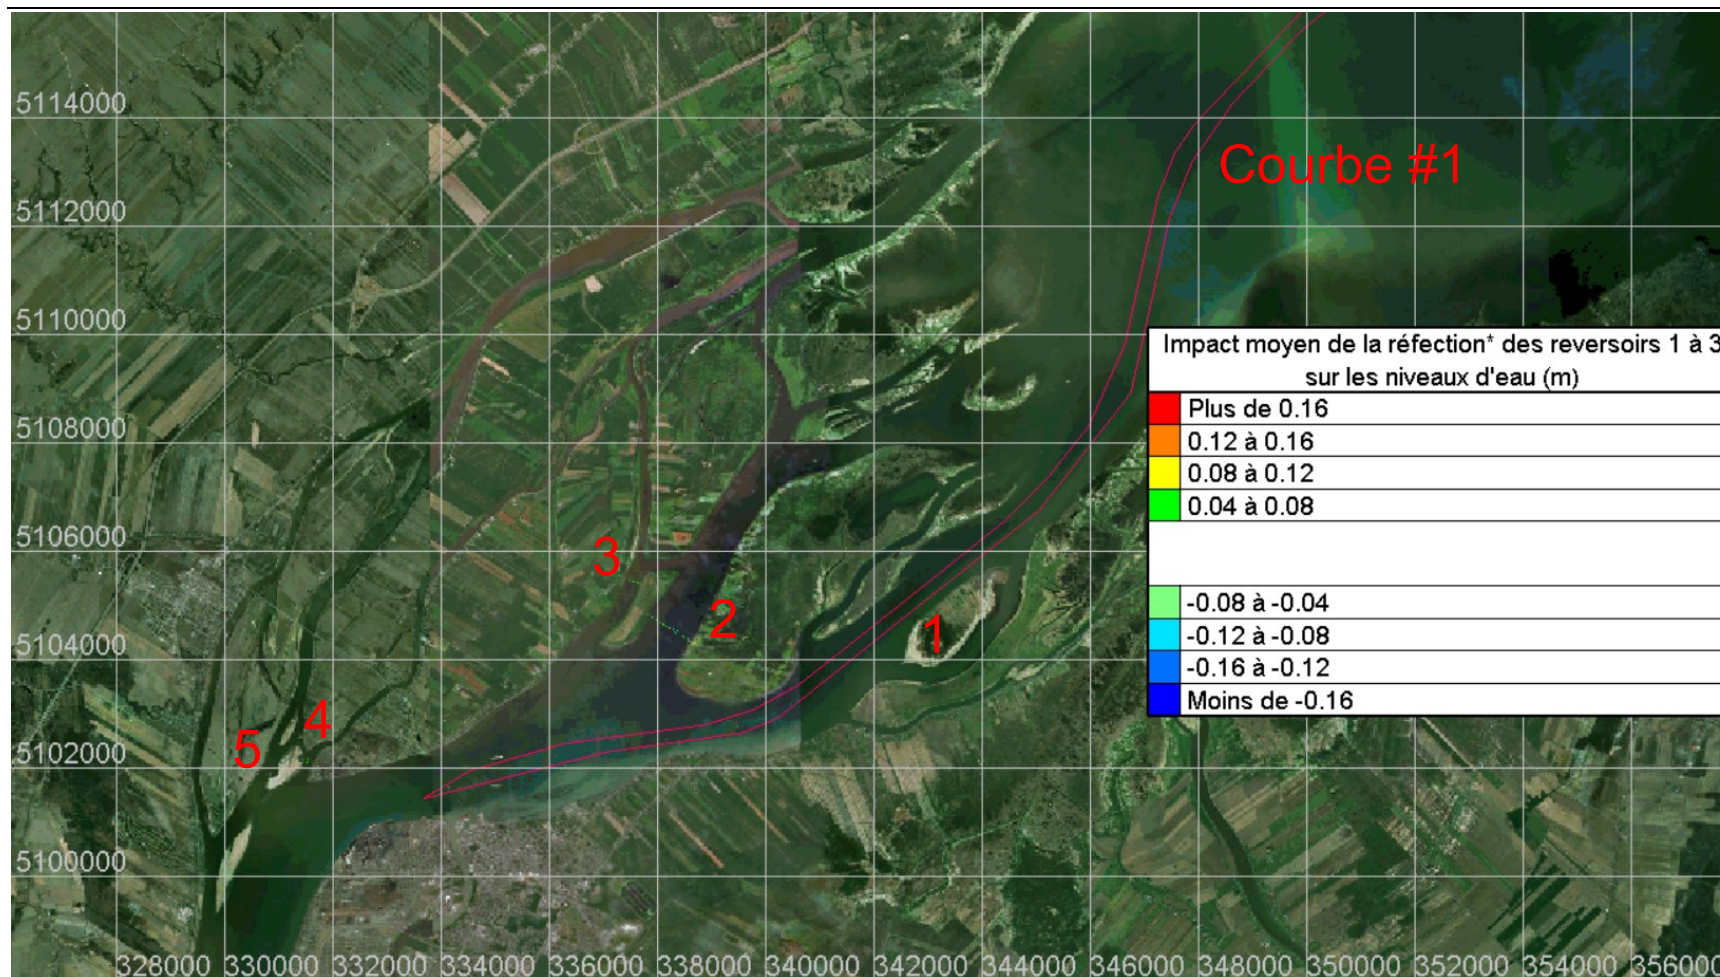 5114000
Courbe #1
5112000
5110000
Impact moyen de la réfection* des reversoirs 1 à 3
sur les niveaux d'eau (m)
Plus de 0.16
5108000
0.12 à 0.16
0.08 à 0.12
0.04 à 0.08
5106000
3
-0.08 à -0.04
2
1
-0.12 à -0.08
5104000
-0.16 à -0.12
Moins de -0.16
4
5
5102000
5100000
328000 330000 332000 334000 336000 338000 340000 342000 344000 346000 348000 350000 352000 354000 356000